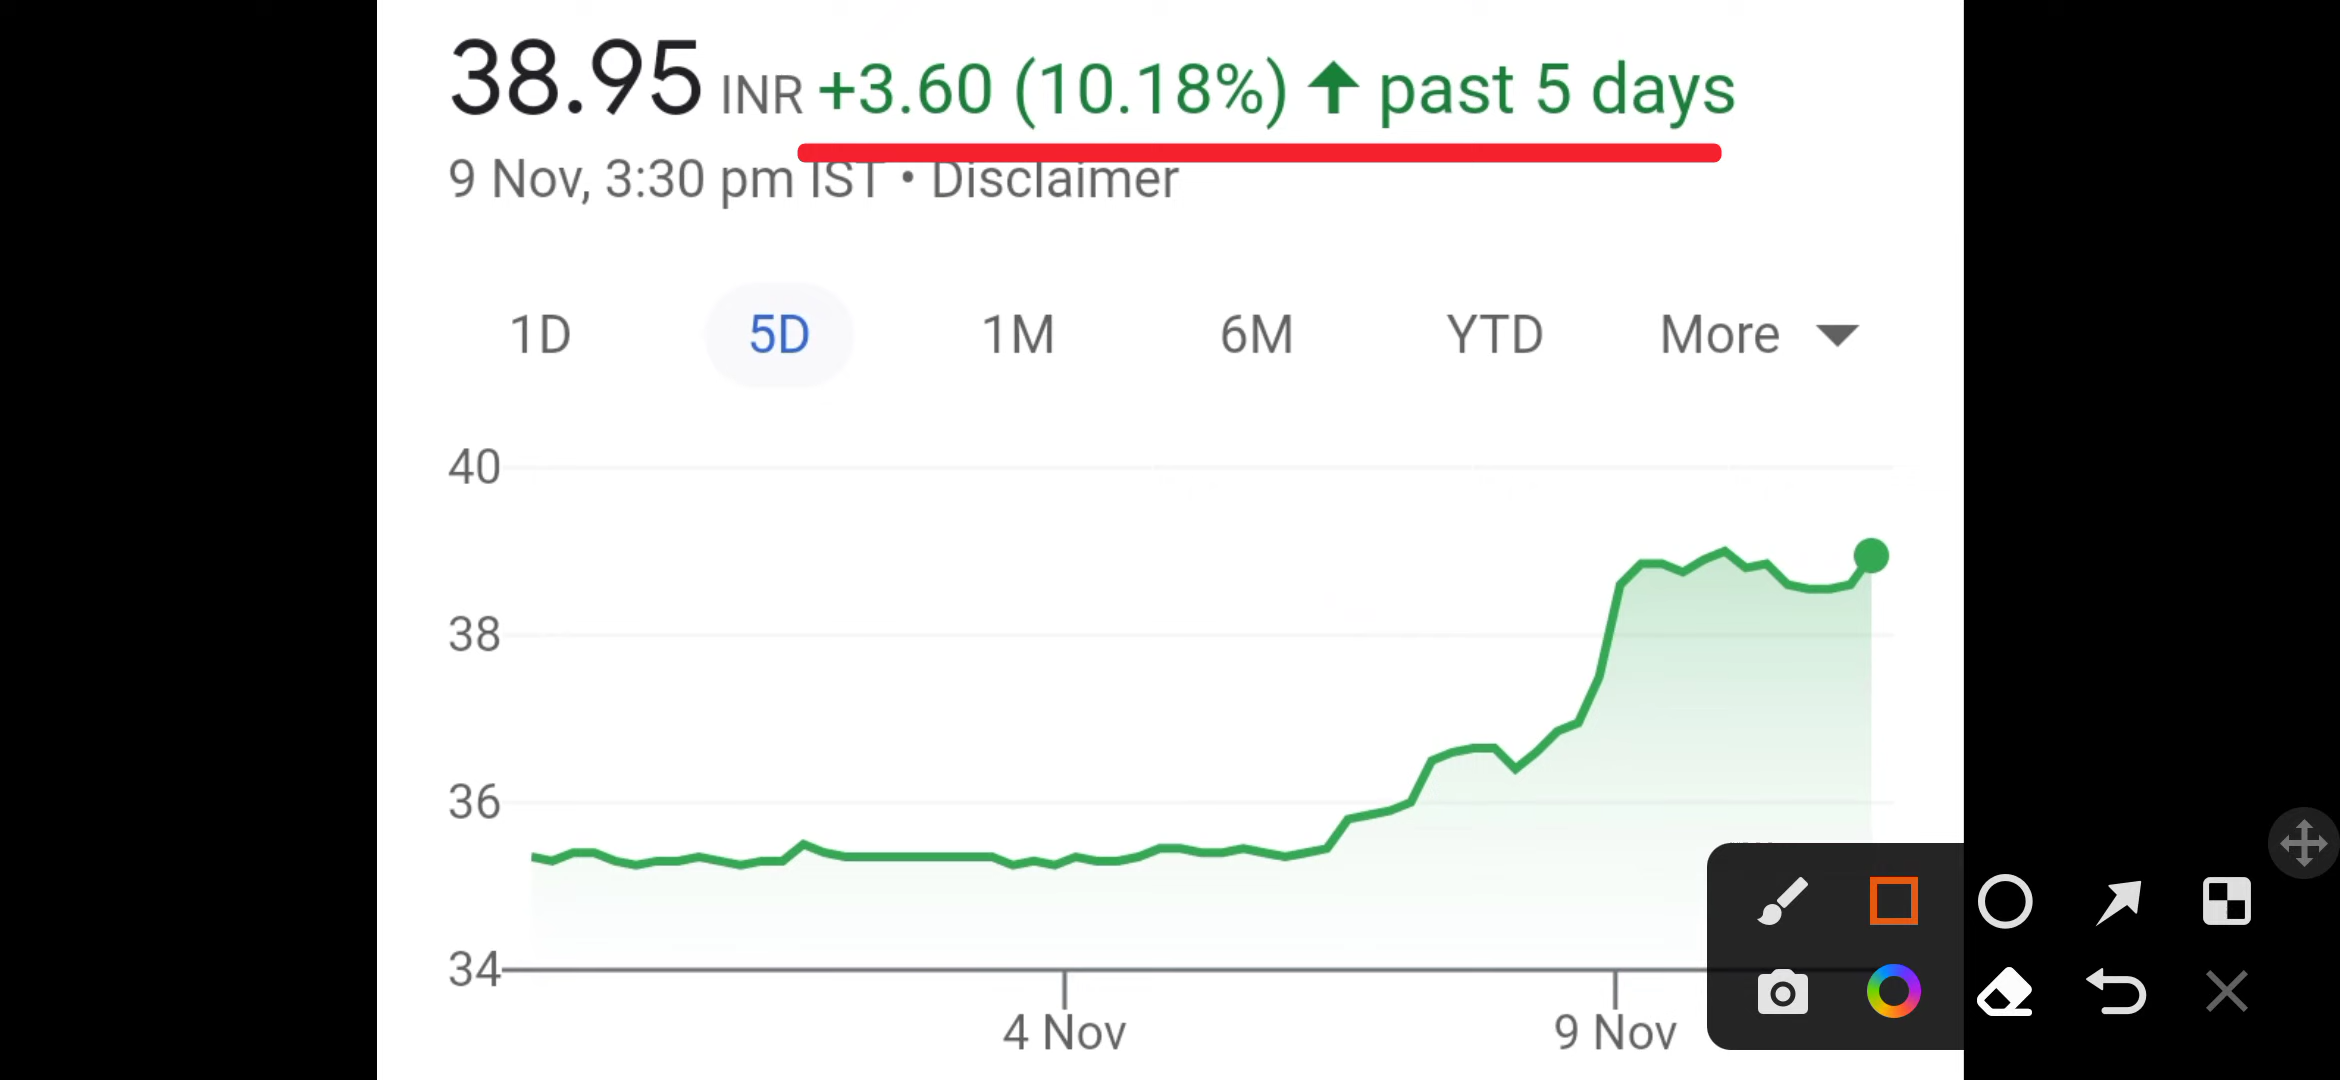 38.95 INR +3.60 (10.18%) ↑ past 5 days
9 Nov, 3:30 pm IST • Disclaimer
1D 5D 1M 6M YTD More
40
38
36
34
4 Nov 9 Nov